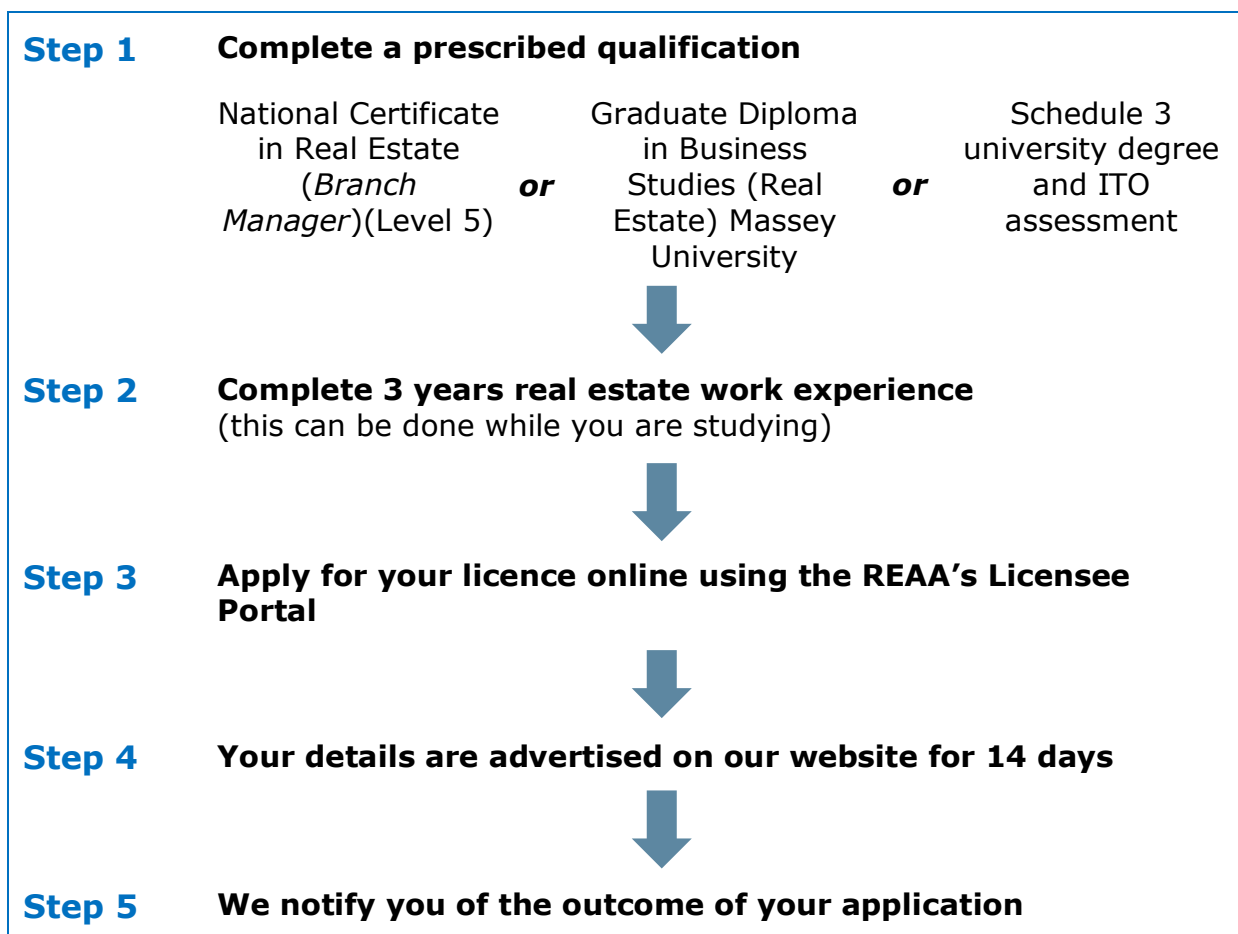 Step 1 Complete a prescribed qualification
National Certificate
in Real Estate
(Branch
Manager)(Level 5)
or
Graduate Diploma
in Business
Studies (Real
Estate) Massey
University
or
Schedule 3
university degree
and ITO
assessment
Step 2 Complete 3 years real estate work experience
(this can be done while you are studying)
Step 3 Apply for your licence online using the REAA’s Licensee
Portal
Step 4 Your details are advertised on our website for 14 days
Step 5 We notify you of the outcome of your application